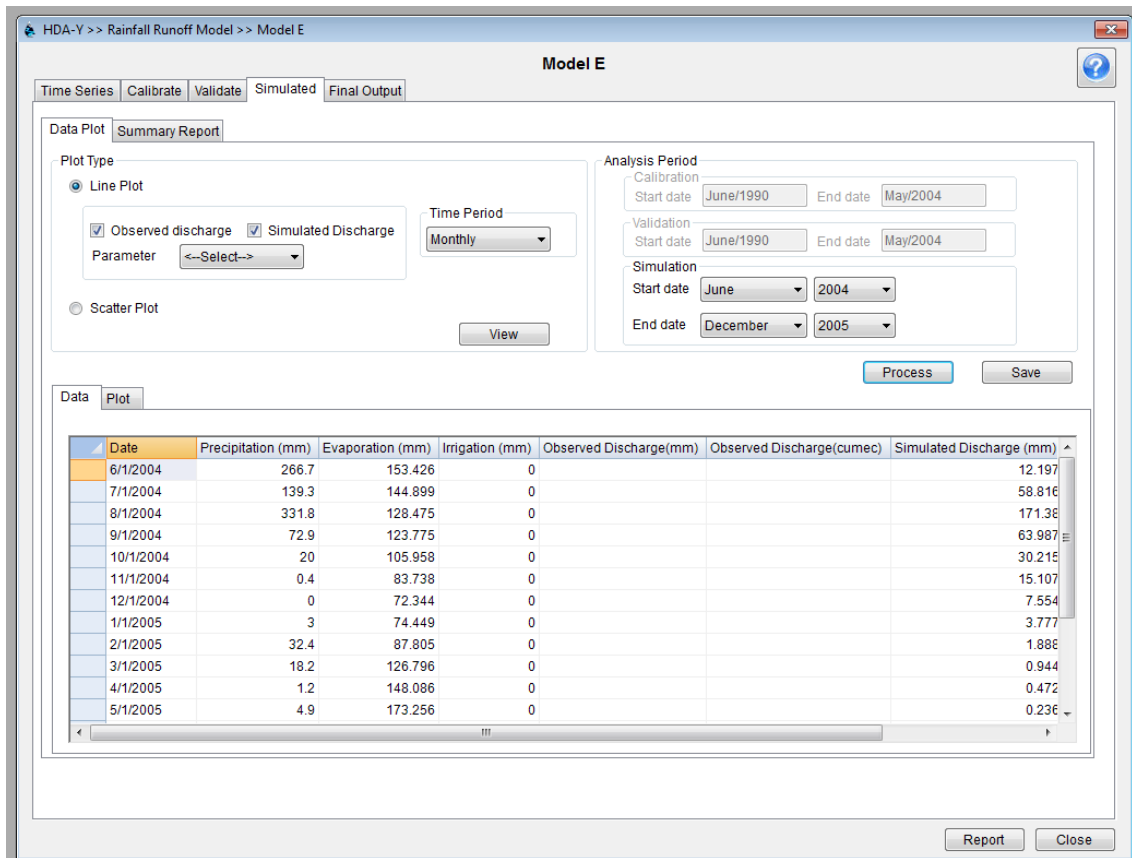 HDA-Y >> Rainfall Runoff Model >> Model E
Model E
Time Series Calibrate Validate Simulated Final Output
Data Plot Summary Report
Plot Type
Line Plot
Observed discharge Simulated Discharge
Parameter <--Select-->
Time Period
Monthly
Scatter Plot
View
Analysis Period
Calibration
Start date June/1990 End date May/2004
Validation
Start date June/1990 End date May/2004
Simulation
Start date June 2004
End date December 2005
Process Save
Data Plot
Date Precipitation (mm) Evaporation (mm) Irrigation (mm) Observed Discharge(mm) Observed Discharge(cumec) Simulated Discharge (mm)
6/1/2004 266.7 153.426 0 12.197
7/1/2004 139.3 144.899 0 58.816
8/1/2004 331.8 128.475 0 171.38
9/1/2004 72.9 123.775 0 63.987
10/1/2004 20 105.958 0 30.215
11/1/2004 0.4 83.738 0 15.107
12/1/2004 0 72.344 0 7.554
1/1/2005 3 74.449 0 3.777
2/1/2005 32.4 87.805 0 1.888
3/1/2005 18.2 126.796 0 0.944
4/1/2005 1.2 148.086 0 0.472
5/1/2005 4.9 173.256 0 0.236
Report Close